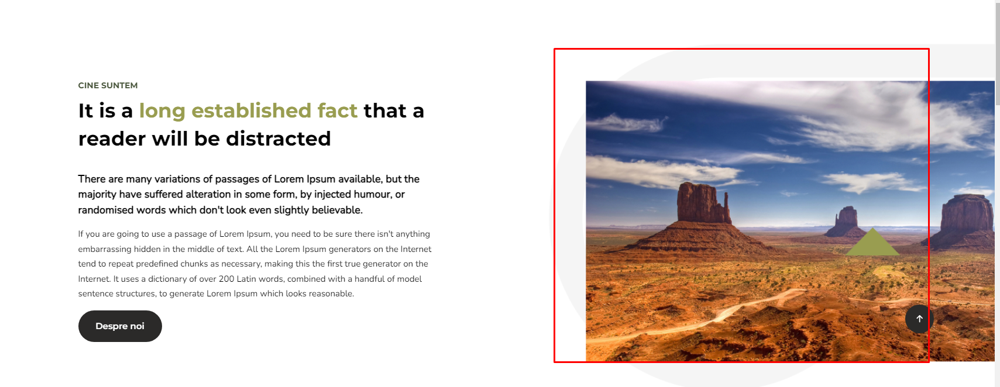 CINE SUNTEM
It is a long established fact that a
reader will be distracted
There are many variations of passages of Lorem Ipsum available, but the
majority have suffered alteration in some form, by injected humour, or
randomised words which don't look even slightly believable.
If you are going to use a passage of Lorem Ipsum, you need to be sure there isn't anything
embarrassing hidden in the middle of text. All the Lorem Ipsum generators on the Internet
tend to repeat predefined chunks as necessary, making this the first true generator on the
Internet. It uses a dictionary of over 200 Latin words, combined with a handful of model
sentence structures, to generate Lorem Ipsum which looks reasonable.
Despre noi